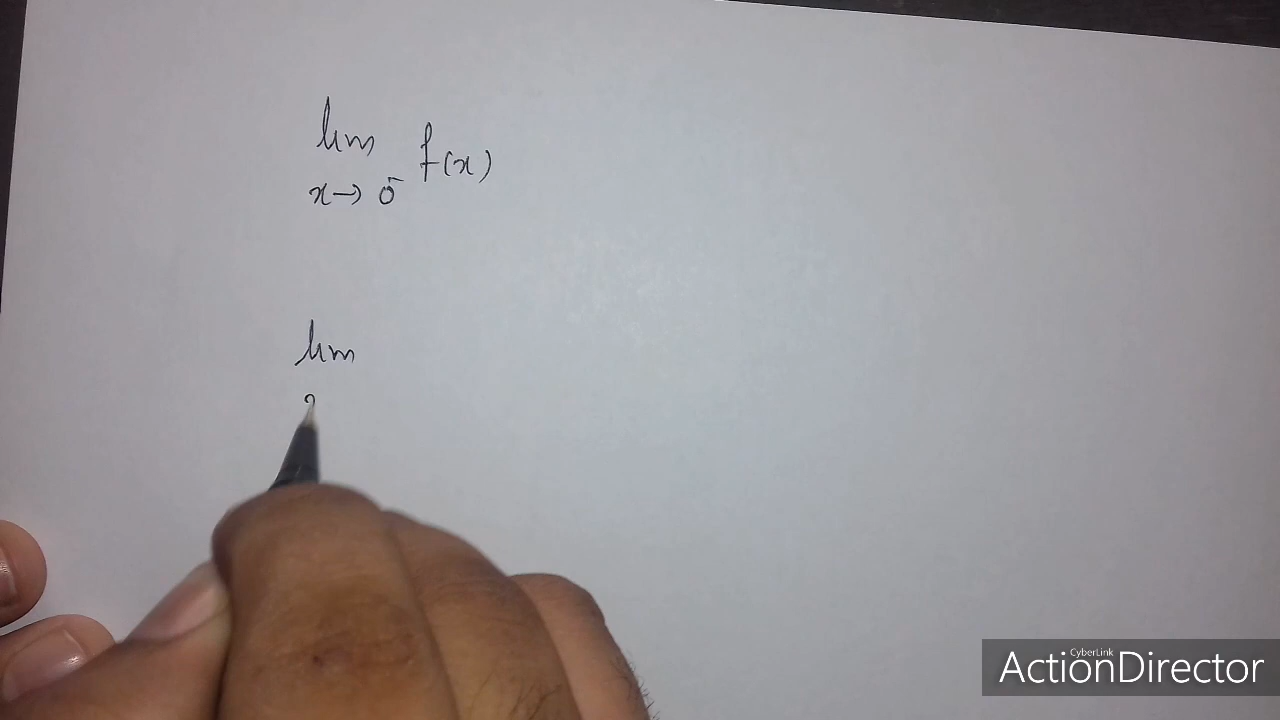 lim f(x)
x→0⁻
lim
CyberLink
ActionDirector